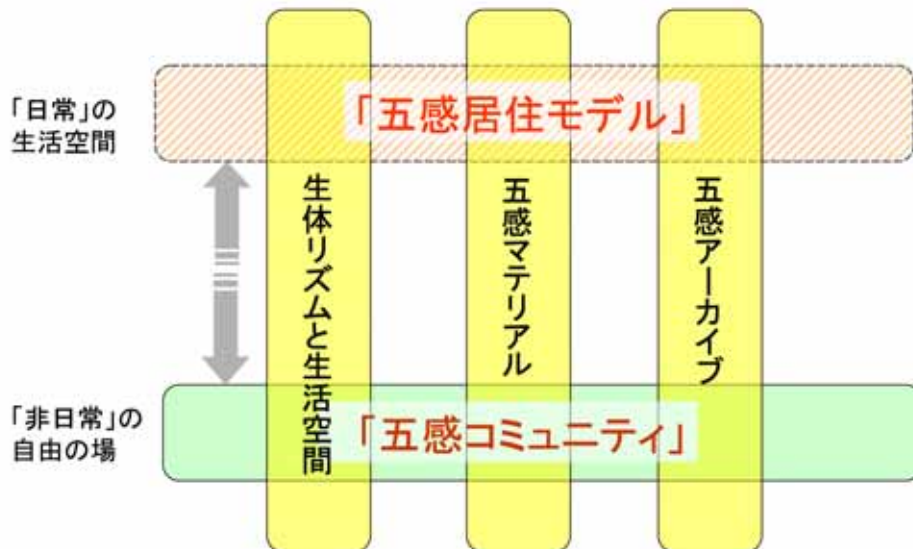 「日常」の
生活空間
「五感居住モデル」
生体リズムと生活空間
五感マテリアル
五感アーカイブ
「非日常」の
自由の場
「五感コミュニティ」